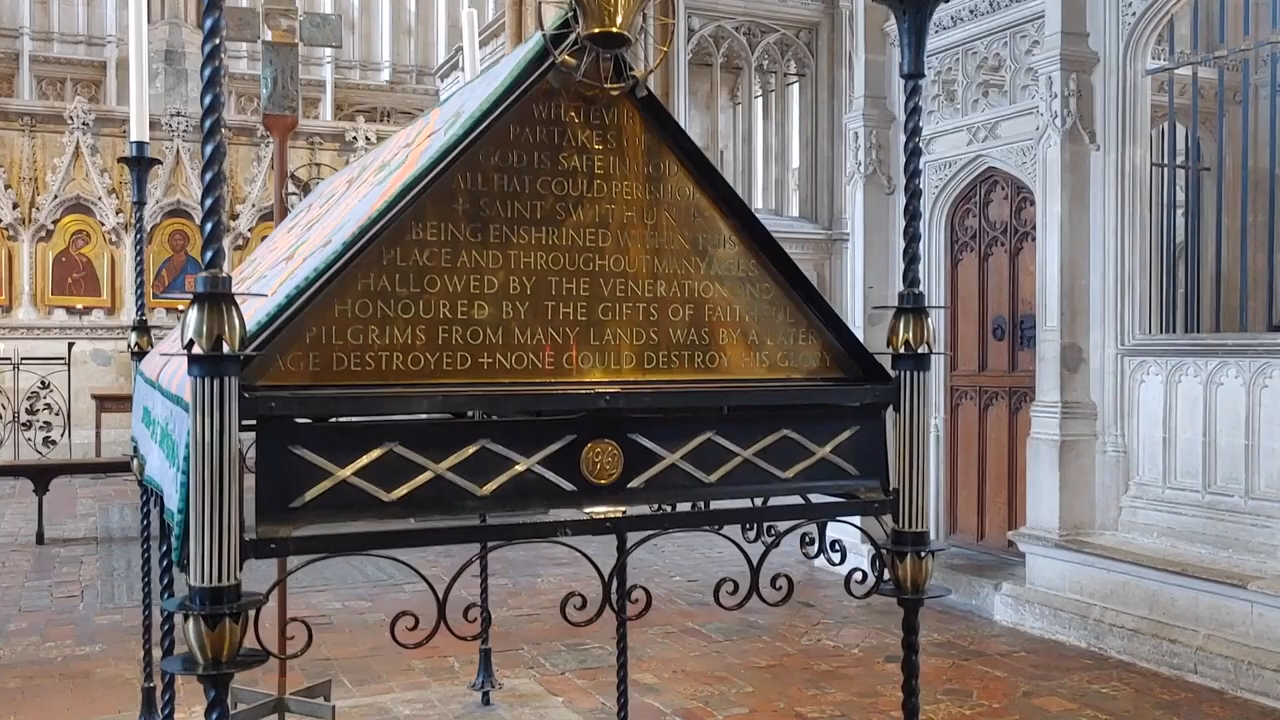 WHATEVER
PARTAKES OF
GOD IS SAFE IN GOD
ALL THAT COULD PERISH OF
+ SAINT SWITHUN +
BEING ENSHRINED WITHIN THIS
PLACE AND THROUGHOUT MANY AGES
HALLOWED BY THE VENERATION AND
HONOURED BY THE GIFTS OF FAITHFUL
PILGRIMS FROM MANY LANDS WAS BY A LATER
AGE DESTROYED + NONE COULD DESTROY HIS GLORY
1962